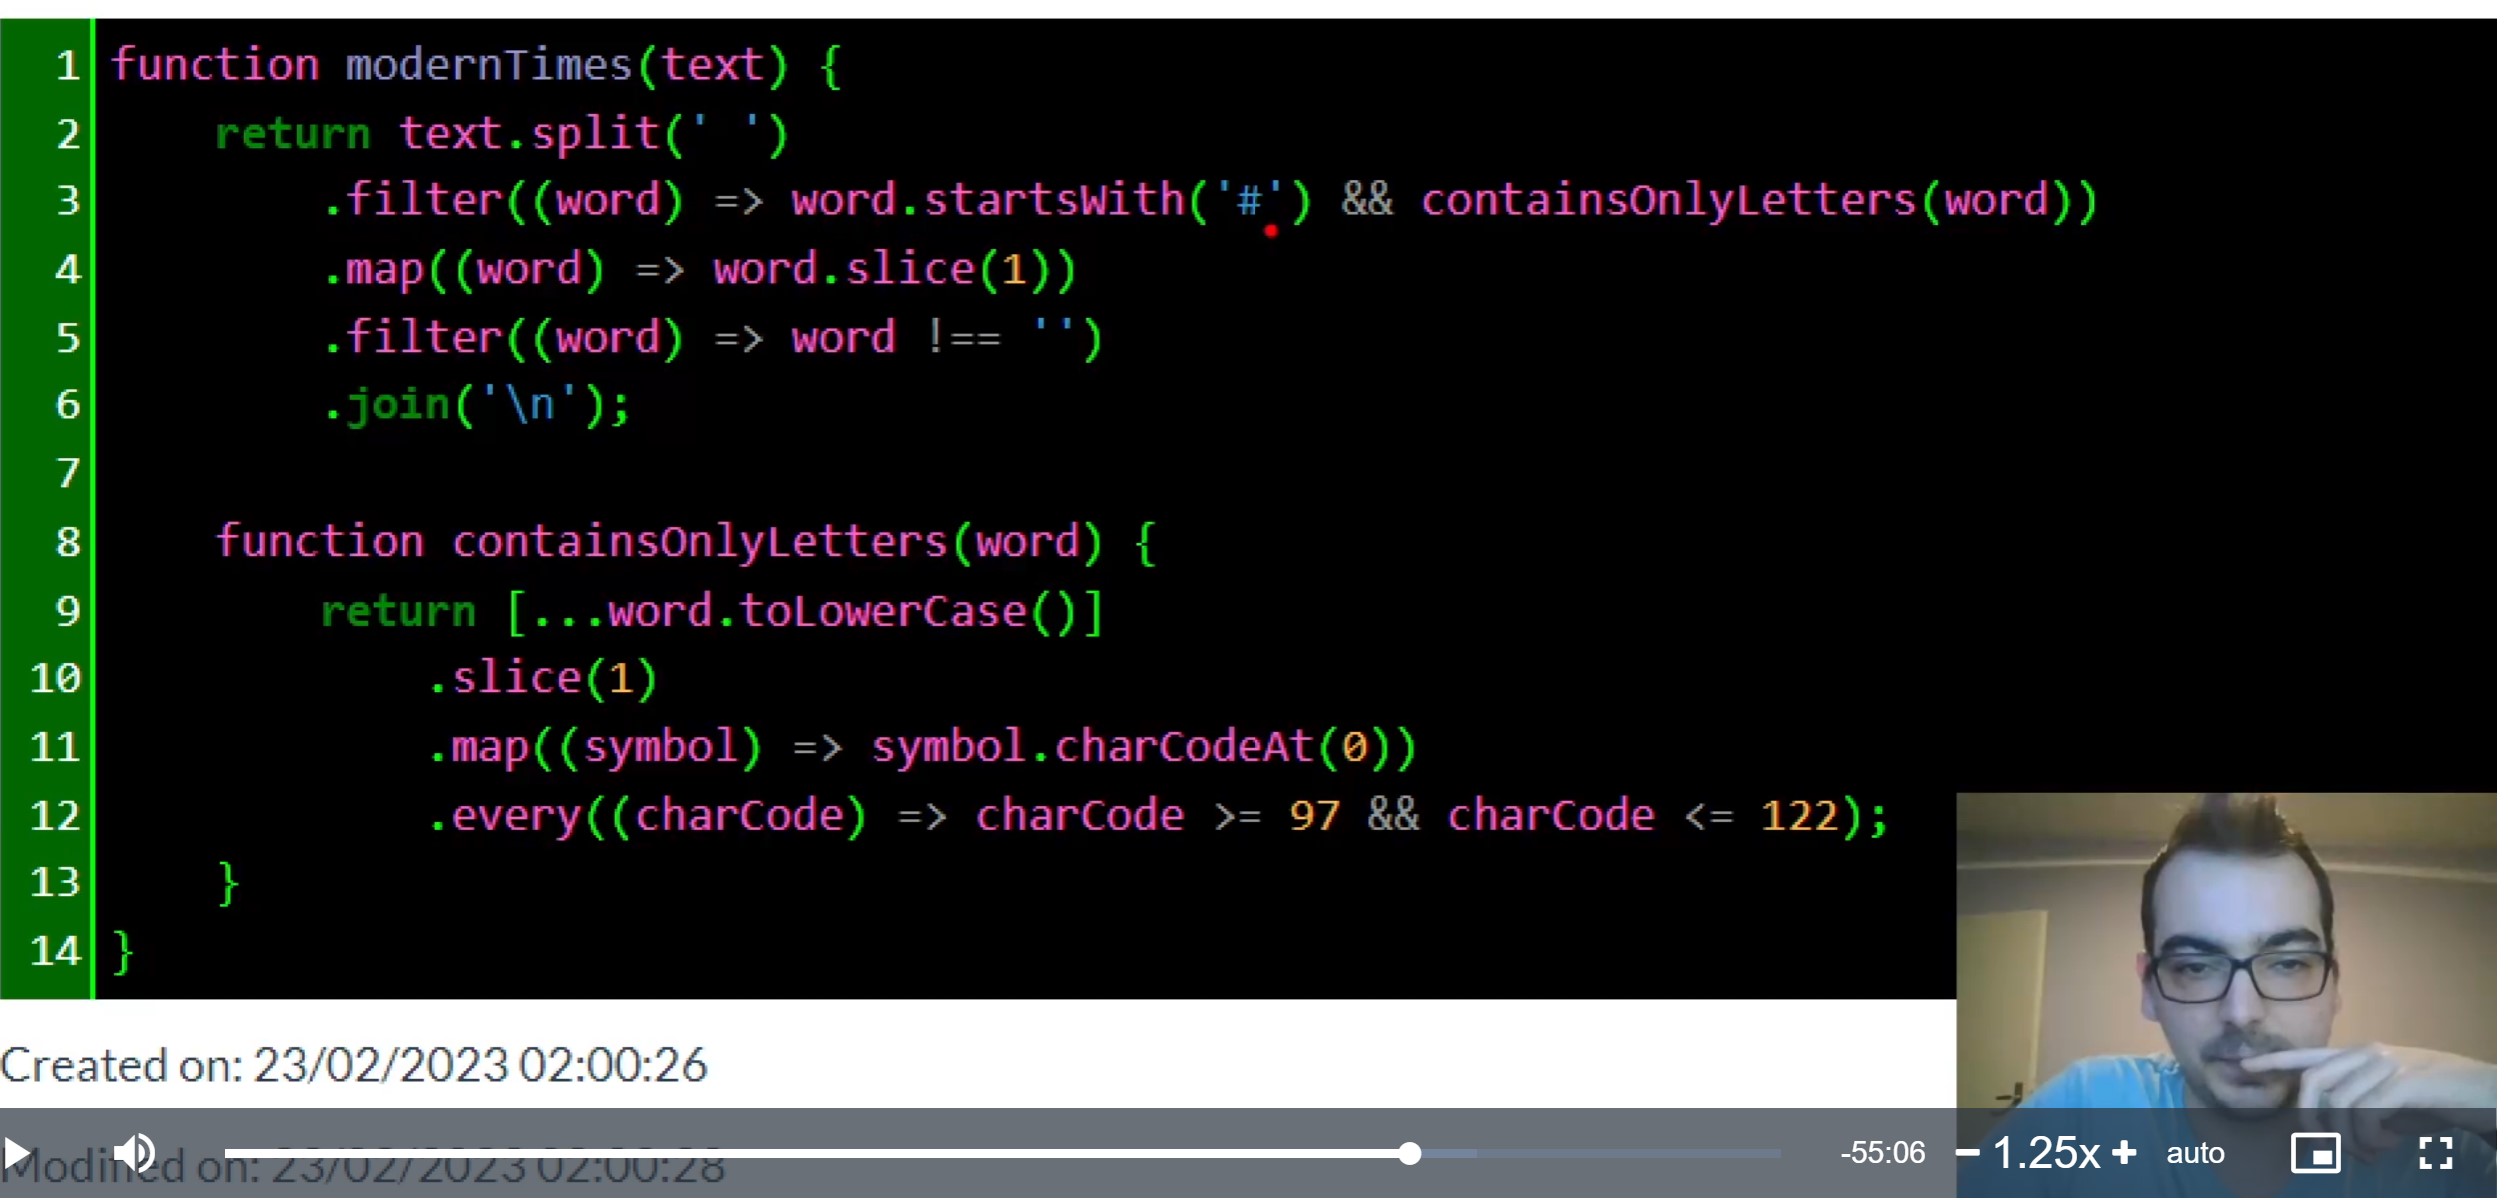 1 function modernTimes(text) {
2     return text.split(' ')
3         .filter((word) => word.startsWith('#') && containsOnlyLetters(word))
4         .map((word) => word.slice(1))
5         .filter((word) => word !== '')
6         .join('\n');
7
8     function containsOnlyLetters(word) {
9         return [...word.toLowerCase()]
10             .slice(1)
11             .map((symbol) => symbol.charCodeAt(0))
12             .every((charCode) => charCode >= 97 && charCode <= 122);
13     }
14 }
Created on: 23/02/2023 02:00:26
Modified on: 23/02/2023 02:00:28
-55:06 − 1.25x + auto